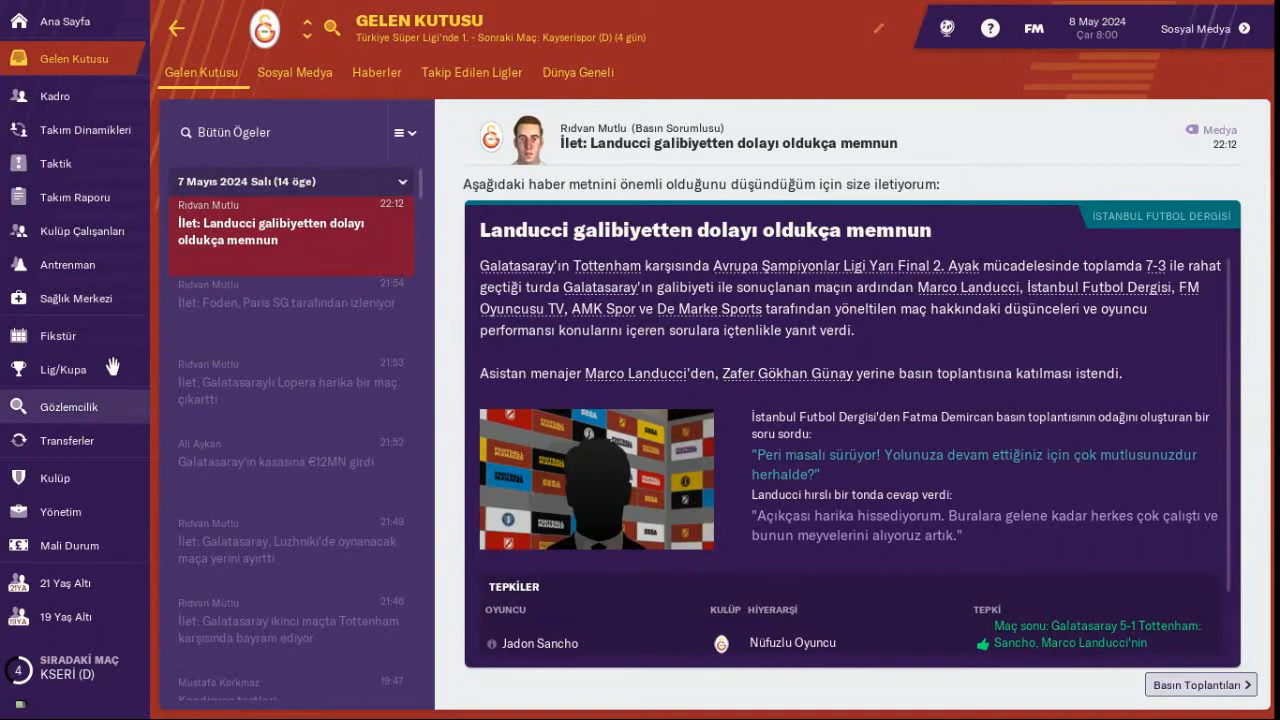 Ana Sayfa
Gelen Kutusu
Kadro
Takım Dinamikleri
Taktik
Takım Raporu
Kulüp Çalışanları
Antrenman
Sağlık Merkezi
Fikstür
Lig/Kupa
Gözlemcilik
Transferler
Kulüp
Yönetim
Mali Durum
21YA
21 Yaş Altı
19 Yaş Altı
4
SIRADAKİ MAÇ
KSERİ (D)
GELEN KUTUSU
Türkiye Süper Ligi'nde 1. - Sonraki Maç: Kayserispor (D) (4 gün)
FM
8 May 2024
Çar 8:00
Sosyal Medya
Gelen Kutusu
Sosyal Medya
Haberler
Takip Edilen Ligler
Dünya Geneli
Bütün Ögeler
7 Mayıs 2024 Salı (14 öge)
Rıdvan Mutlu 22:12
İlet: Landucci galibiyetten dolayı
oldukça memnun
Rıdvan Mutlu 21:54
İlet: Foden, Paris SG tarafından izleniyor
Rıdvan Mutlu 21:53
İlet: Galatasaraylı Lopera harika bir maç
çıkarttı
Ali Aykan 21:52
Galatasaray'ın kasasına €12MN girdi
Rıdvan Mutlu 21:49
İlet: Galatasaray, Luzhniki'de oynanacak
maça yerini ayırttı
Rıdvan Mutlu 21:46
İlet: Galatasaray ikinci maçta Tottenham
karşısında bayram ediyor
Mustafa Korkmaz 19:47
Rıdvan Mutlu (Basın Sorumlusu)
İlet: Landucci galibiyetten dolayı oldukça memnun
Medya
22:12
Aşağıdaki haber metnini önemli olduğunu düşündüğüm için size iletiyorum:
İSTANBUL FUTBOL DERGİSİ
Landucci galibiyetten dolayı oldukça memnun
Galatasaray'ın Tottenham karşısında Avrupa Şampiyonlar Ligi Yarı Final 2. Ayak mücadelesinde toplamda 7-3 ile rahat
geçtiği turda Galatasaray'ın galibiyeti ile sonuçlanan maçın ardından Marco Landucci, İstanbul Futbol Dergisi, FM
Oyuncusu TV, AMK Spor ve De Marke Sports tarafından yöneltilen maç hakkındaki düşünceleri ve oyuncu
performansı konularını içeren sorulara içtenlikle yanıt verdi.
Asistan menajer Marco Landucci'den, Zafer Gökhan Günay yerine basın toplantısına katılması istendi.
İstanbul Futbol Dergisi'den Fatma Demircan basın toplantısının odağını oluşturan bir
soru sordu:
"Peri masalı sürüyor! Yolunuza devam ettiğiniz için çok mutlusunuzdur
herhalde?"
Landucci hırslı bir tonda cevap verdi:
"Açıkçası harika hissediyorum. Buralara gelene kadar herkes çok çalıştı ve
bunun meyvelerini alıyoruz artık."
TEPKİLER
OYUNCU KULÜP HİYERARŞİ TEPKİ
Jadon Sancho Nüfuzlu Oyuncu
Maç sonu: Galatasaray 5-1 Tottenham:
Sancho, Marco Landucci'nin
Basın Toplantıları